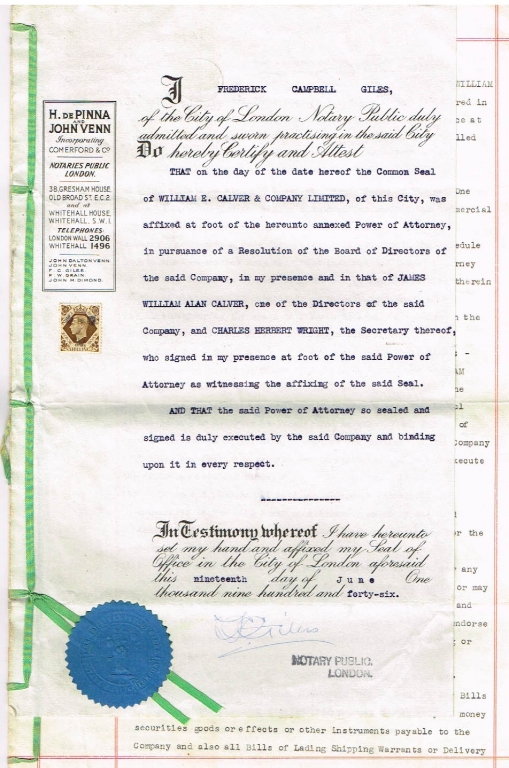 I FREDERICK CAMPBELL GILES,
of the City of London Notary Public duly
admitted and sworn practising in the said City
Do hereby Certify and Attest
THAT on the day of the date hereof the Common Seal
of WILLIAM E. CALVER & COMPANY LIMITED, of this City, was
affixed at foot of the hereunto annexed Power of Attorney,
in pursuance of a Resolution of the Board of Directors of
the said Company, in my presence and in that of JAMES
WILLIAM ALAN CALVER, one of the Directors of the said
Company, and CHARLES HERBERT WRIGHT, the Secretary thereof,
who signed in my presence at foot of the said Power of
Attorney as witnessing the affixing of the said Seal.
AND THAT the said Power of Attorney so sealed and
signed is duly executed by the said Company and binding
upon it in every respect.
In Testimony whereof I have hereunto
set my hand and affixed my Seal of
Office in the City of London aforesaid
this nineteenth day of June One
thousand nine hundred and forty-six.
NOTARY PUBLIC.
LONDON.
H. DE PINNA
AND
JOHN VENN
Incorporating
COMERFORD & CO
NOTARIES PUBLIC
LONDON.
38, GRESHAM HOUSE,
OLD BROAD ST. E.C.2
and at
WHITEHALL HOUSE,
WHITEHALL, S.W.1.
TELEPHONES:
LONDON WALL 2906
WHITEHALL 1496
JOHN DALTON VENN.
JOHN VENN.
F. C. GILES.
F. W. GRAIN.
JOHN M. DIMOND.
WILLIAM
red in
ce at
lled
One
mercial
edule
rney
therein
n the
AM
of
Company
xecute
r the
any
or may
and
ndorse
or
Bills
money
securities goods or effects or other instruments payable to the
Company and also all Bills of Lading Shipping Warrants or Delivery